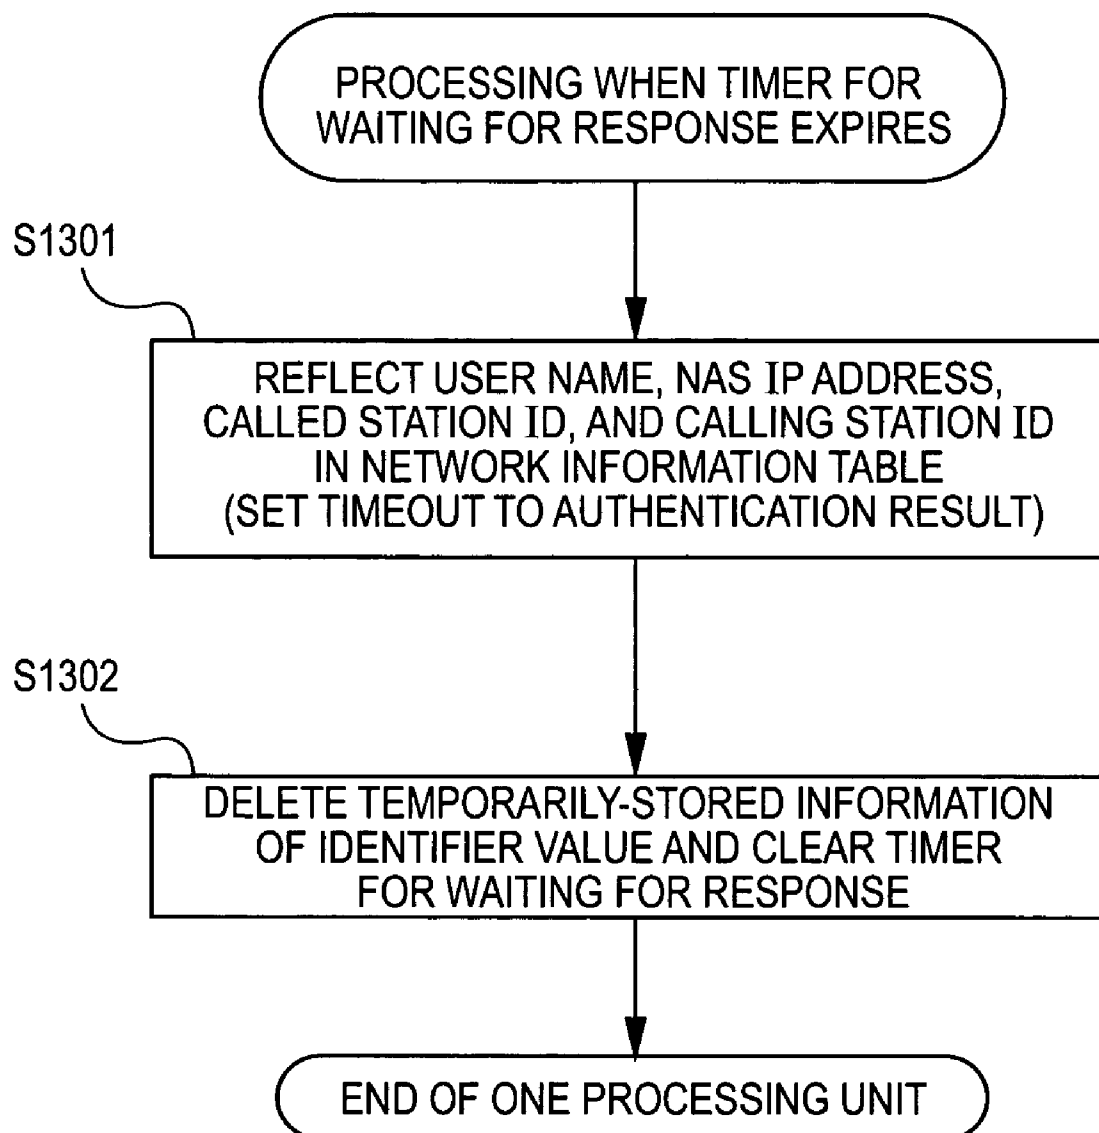 PROCESSING WHEN TIMER FOR
WAITING FOR RESPONSE EXPIRES
S1301
REFLECT USER NAME, NAS IP ADDRESS,
CALLED STATION ID, AND CALLING STATION ID
IN NETWORK INFORMATION TABLE
(SET TIMEOUT TO AUTHENTICATION RESULT)
S1302
DELETE TEMPORARILY-STORED INFORMATION
OF IDENTIFIER VALUE AND CLEAR TIMER
FOR WAITING FOR RESPONSE
END OF ONE PROCESSING UNIT